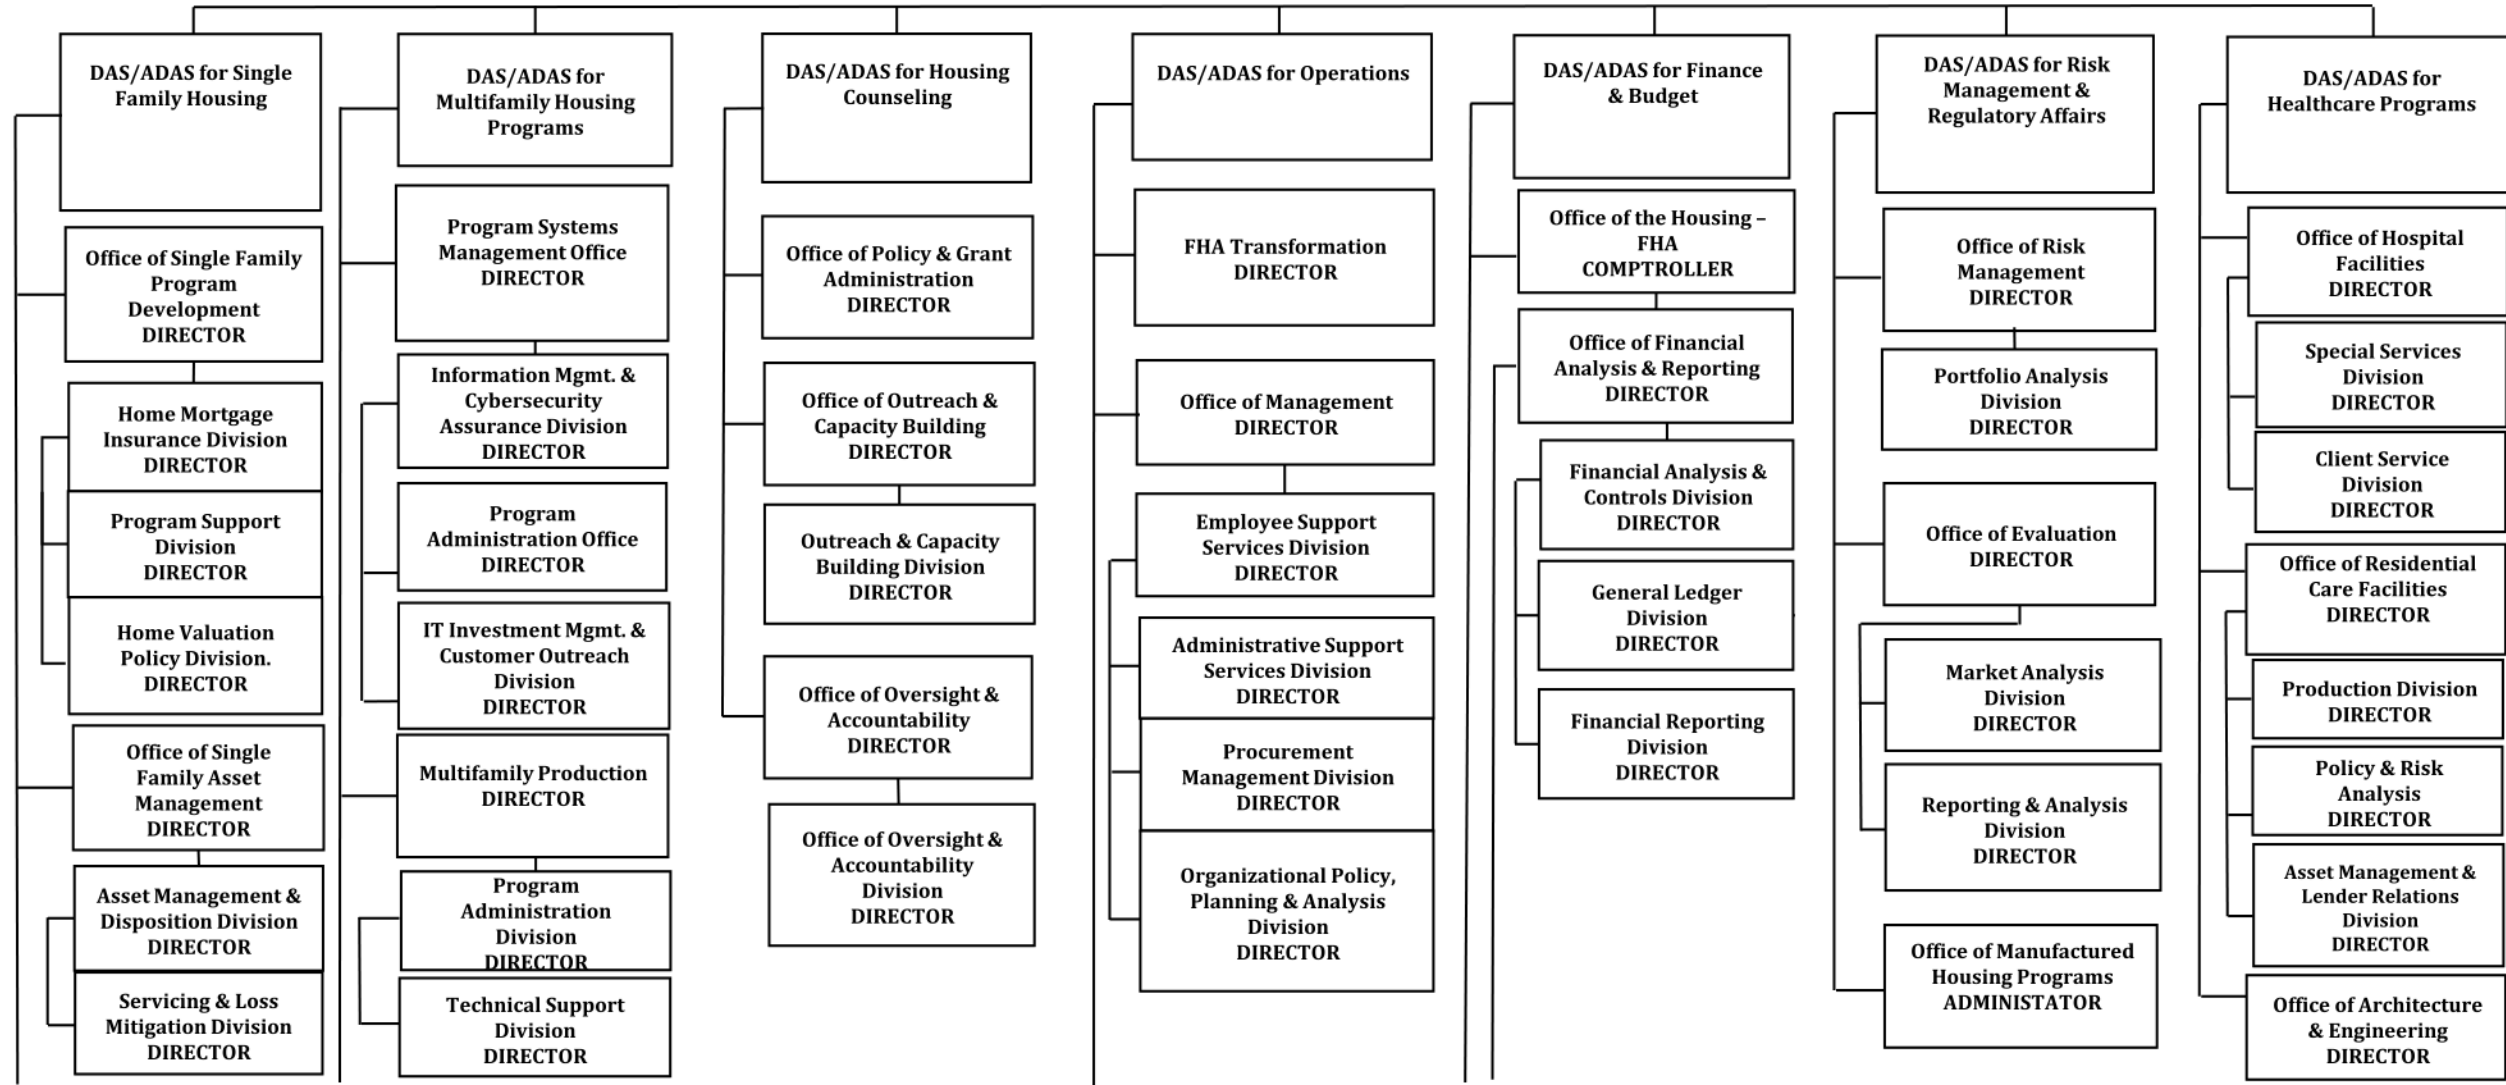 DAS/ADAS for Single
Family Housing
Office of Single Family
Program
Development
DIRECTOR
Home Mortgage
Insurance Division
DIRECTOR
Program Support
Division
DIRECTOR
Home Valuation
Policy Division.
DIRECTOR
Office of Single
Family Asset
Management
DIRECTOR
Asset Management &
Disposition Division
DIRECTOR
Servicing & Loss
Mitigation Division
DIRECTOR
DAS/ADAS for
Multifamily Housing
Programs
Program Systems
Management Office
DIRECTOR
Information Mgmt. &
Cybersecurity
Assurance Division
DIRECTOR
Program
Administration Office
DIRECTOR
IT Investment Mgmt. &
Customer Outreach
Division
DIRECTOR
Multifamily Production
DIRECTOR
Program
Administration
Division
DIRECTOR
Technical Support
Division
DIRECTOR
DAS/ADAS for Housing
Counseling
Office of Policy & Grant
Administration
DIRECTOR
Office of Outreach &
Capacity Building
DIRECTOR
Outreach & Capacity
Building Division
DIRECTOR
Office of Oversight &
Accountability
DIRECTOR
Office of Oversight &
Accountability
Division
DIRECTOR
DAS/ADAS for Operations
FHA Transformation
DIRECTOR
Office of Management
DIRECTOR
Employee Support
Services Division
DIRECTOR
Administrative Support
Services Division
DIRECTOR
Procurement
Management Division
DIRECTOR
Organizational Policy,
Planning & Analysis
Division
DIRECTOR
DAS/ADAS for Finance
& Budget
Office of the Housing –
FHA
COMPTROLLER
Office of Financial
Analysis & Reporting
DIRECTOR
Financial Analysis &
Controls Division
DIRECTOR
General Ledger
Division
DIRECTOR
Financial Reporting
Division
DIRECTOR
DAS/ADAS for Risk
Management &
Regulatory Affairs
Office of Risk
Management
DIRECTOR
Portfolio Analysis
Division
DIRECTOR
Office of Evaluation
DIRECTOR
Market Analysis
Division
DIRECTOR
Reporting & Analysis
Division
DIRECTOR
Office of Manufactured
Housing Programs
ADMINISTATOR
DAS/ADAS for
Healthcare Programs
Office of Hospital
Facilities
DIRECTOR
Special Services
Division
DIRECTOR
Client Service
Division
DIRECTOR
Office of Residential
Care Facilities
DIRECTOR
Production Division
DIRECTOR
Policy & Risk
Analysis
DIRECTOR
Asset Management &
Lender Relations
Division
DIRECTOR
Office of Architecture
& Engineering
DIRECTOR